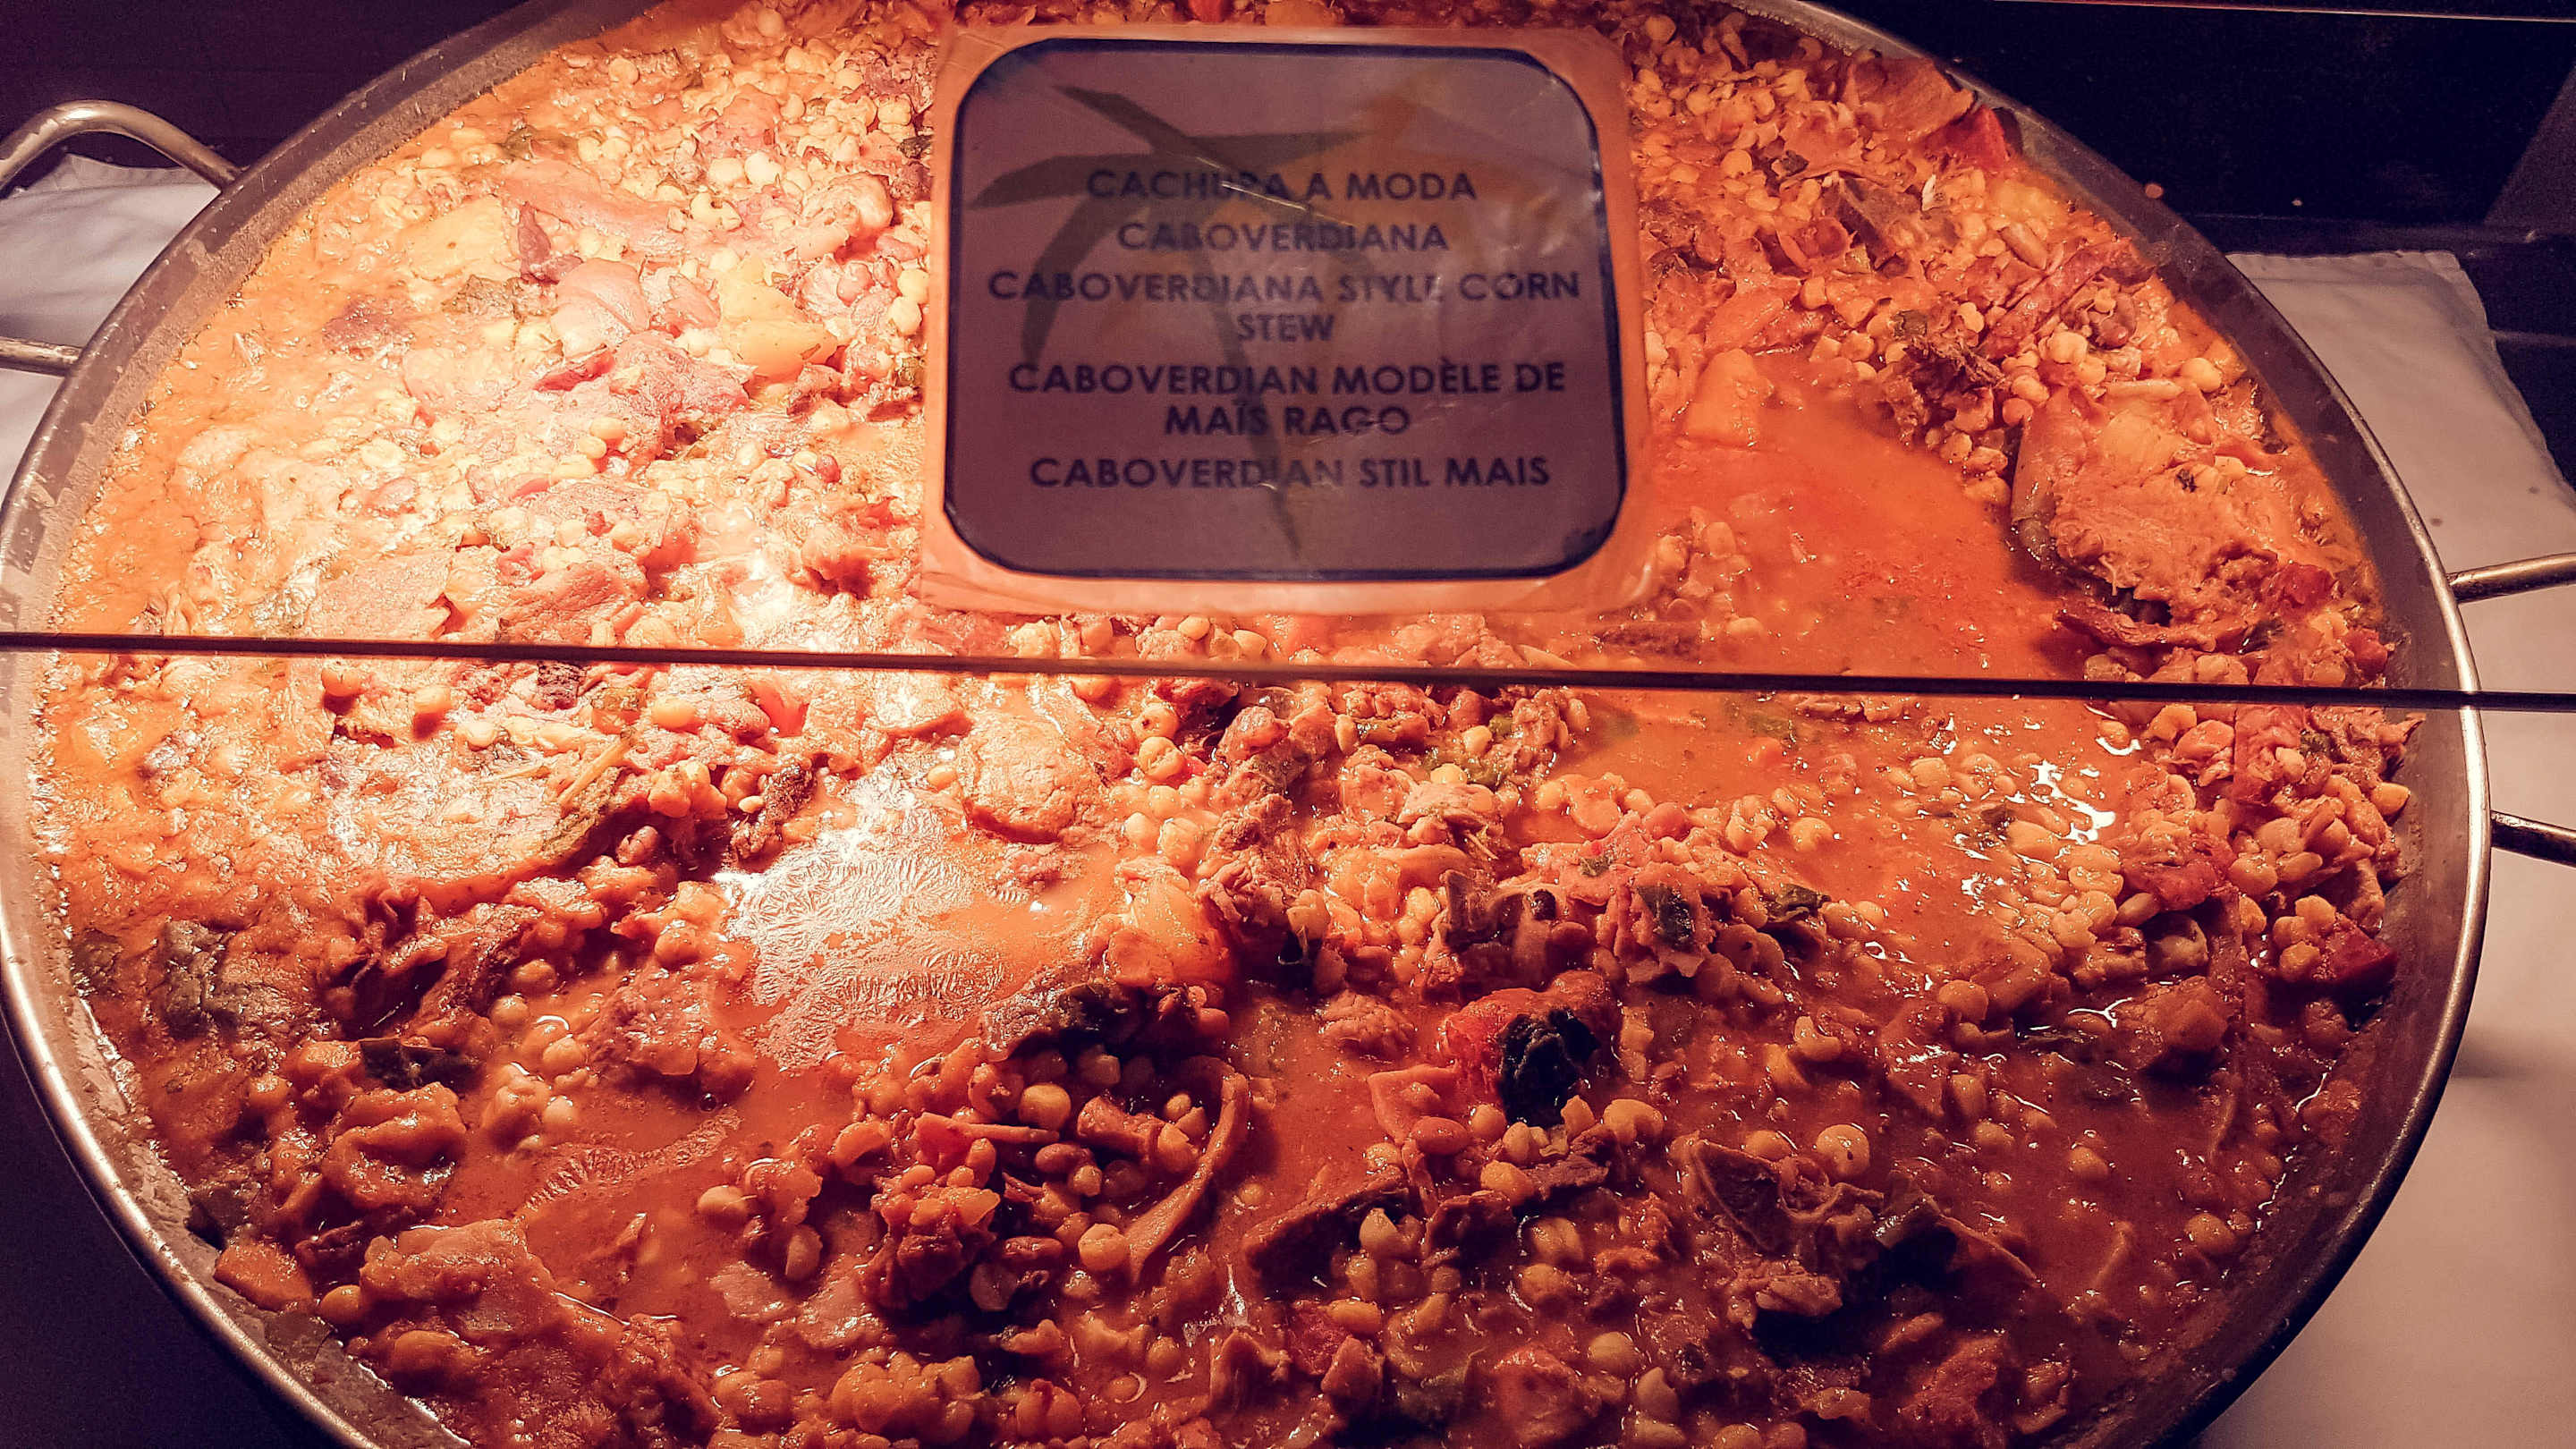 CACHUPA A MODA
CABOVERDIANA
CABOVERDIANA STYLE CORN
STEW
CABOVERDIAN MODÈLE DE
MAÏS RAGO
CABOVERDIAN STIL MAIS